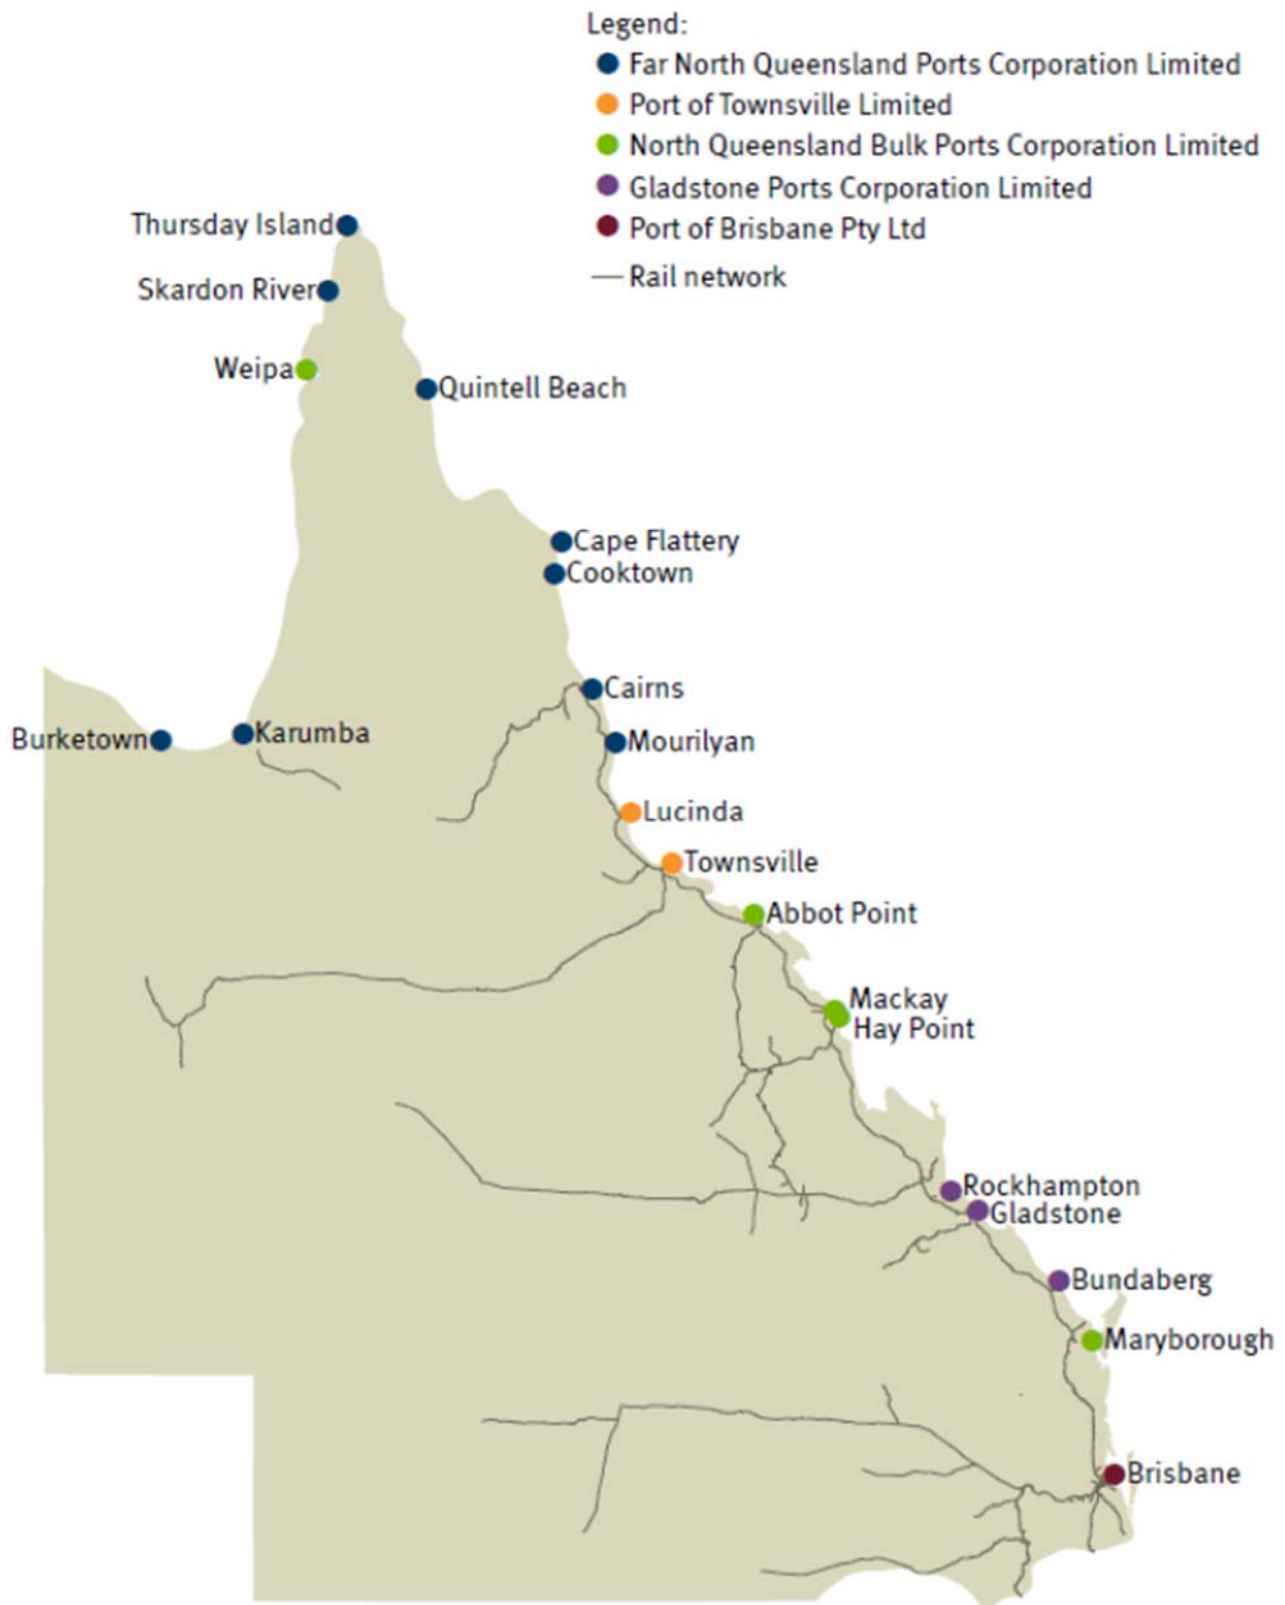 Legend:
Far North Queensland Ports Corporation Limited
Port of Townsville Limited
North Queensland Bulk Ports Corporation Limited
Gladstone Ports Corporation Limited
Port of Brisbane Pty Ltd
Rail network
Thursday Island
Skardon River
Weipa
Quintell Beach
Cape Flattery
Cooktown
Cairns
Karumba
Burketown
Mourilyan
Lucinda
Townsville
Abbot Point
Mackay
Hay Point
Rockhampton
Gladstone
Bundaberg
Maryborough
Brisbane